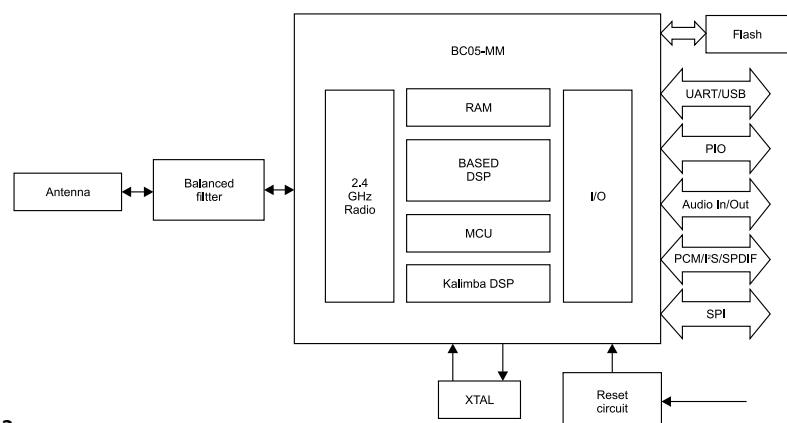 BC05-MM
Flash
UART/USB
RAM
PIO
2.4
GHz
Radio
BASED
DSP
I/O
Antenna
Balanced
filtter
Audio In/Out
MCU
PCM/I²S/SPDIF
Kalimba DSP
SPI
XTAL
Reset
circuit